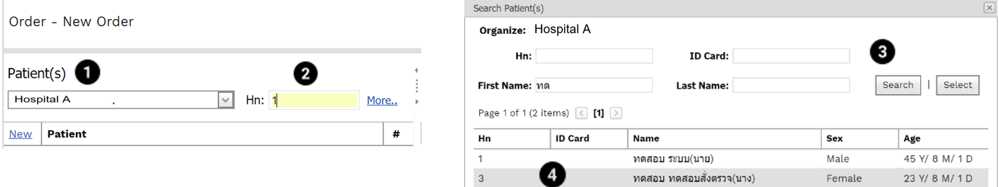 Order - New Order
Patient(s) 1 2
Hospital A . Hn: 1 More..
New Patient #
Search Patient(s)
Organize: Hospital A
Hn: ID Card: 3
First Name: ทด Last Name: Search | Select
Page 1 of 1 (2 items) < [1] >
Hn ID Card Name Sex Age
1 ทดสอบ ระบบ(นาย) Male 45 Y/ 8 M/ 1 D
3 4 ทดสอบ ทดสอบสั่งตรวจ(นาง) Female 23 Y/ 8 M/ 1 D